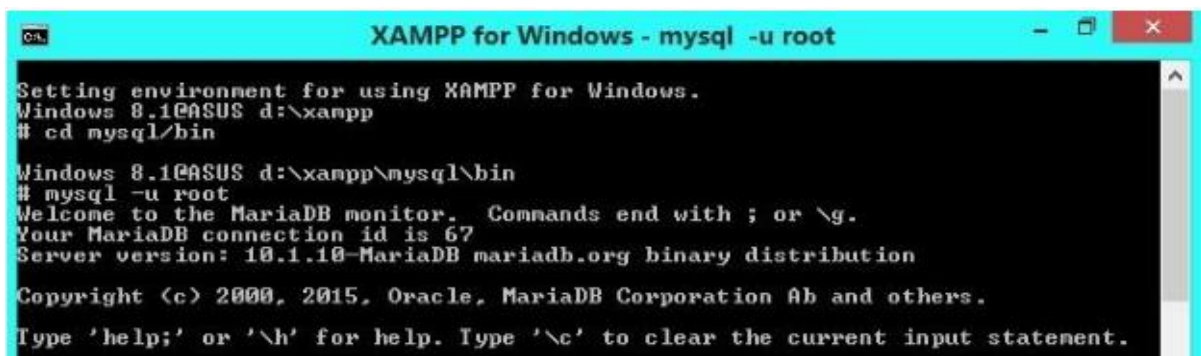 XAMPP for Windows - mysql -u root
Setting environment for using XAMPP for Windows.
Windows 8.1@ASUS d:\xampp
# cd mysql/bin
Windows 8.1@ASUS d:\xampp\mysql\bin
# mysql -u root
Welcome to the MariaDB monitor.  Commands end with ; or \g.
Your MariaDB connection id is 67
Server version: 10.1.10-MariaDB mariadb.org binary distribution
Copyright (c) 2000, 2015, Oracle, MariaDB Corporation Ab and others.
Type 'help;' or '\h' for help. Type '\c' to clear the current input statement.